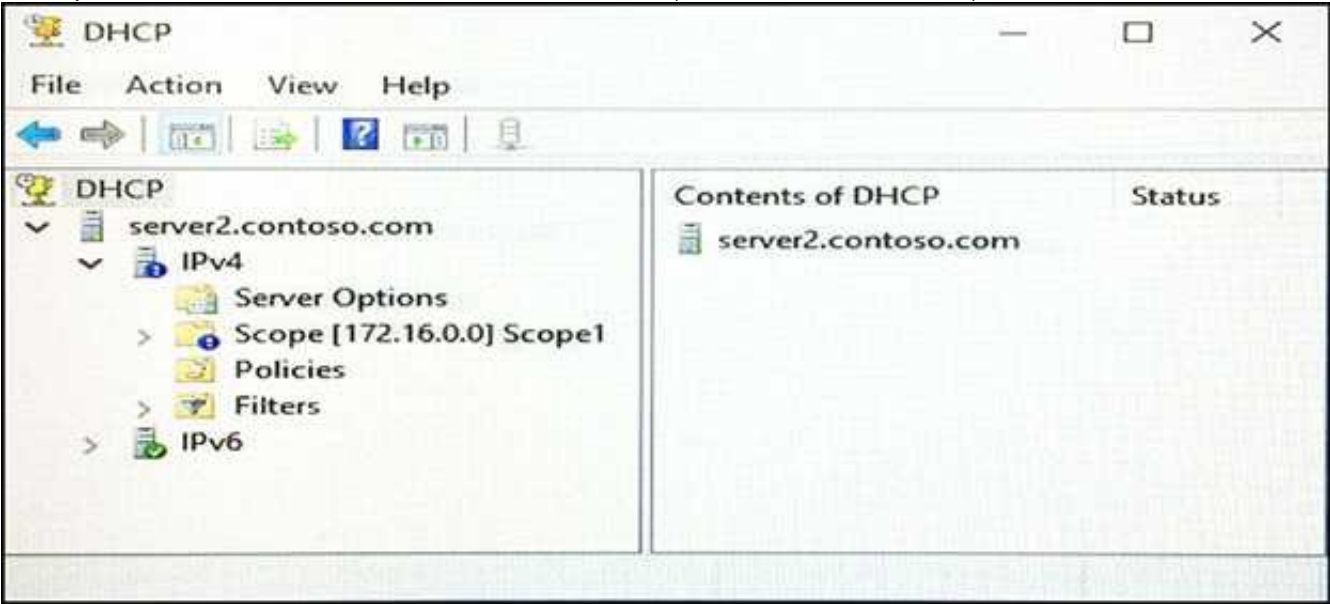 DHCP
File Action View Help
DHCP
server2.contoso.com
IPv4
Server Options
Scope [172.16.0.0] Scope1
Policies
Filters
IPv6
Contents of DHCP Status
server2.contoso.com